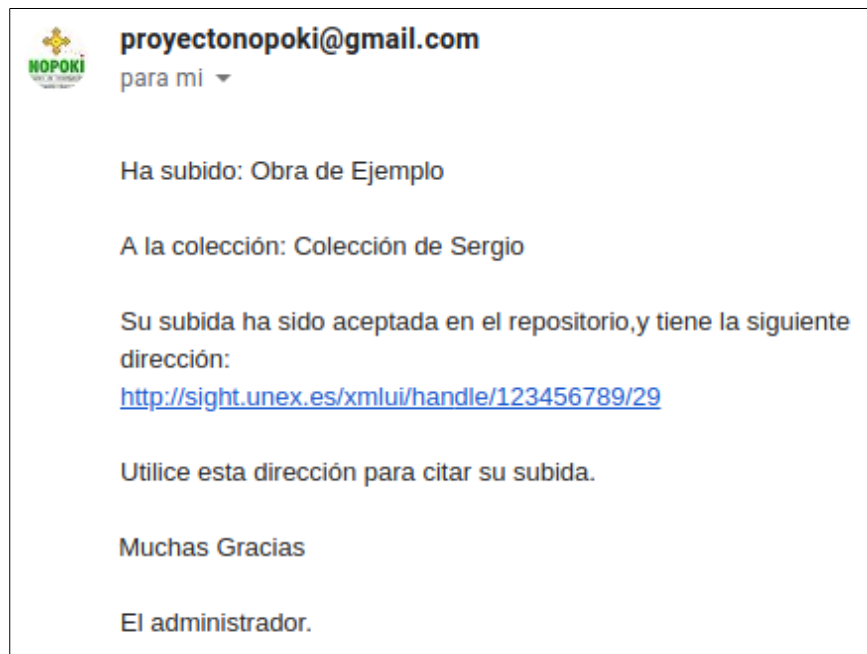 proyectonopoki@gmail.com
NOPOKI
para mi
Ha subido: Obra de Ejemplo
A la colección: Colección de Sergio
Su subida ha sido aceptada en el repositorio,y tiene la siguiente
dirección:
http://sight.unex.es/xmlui/handle/123456789/29
Utilice esta dirección para citar su subida.
Muchas Gracias
El administrador.